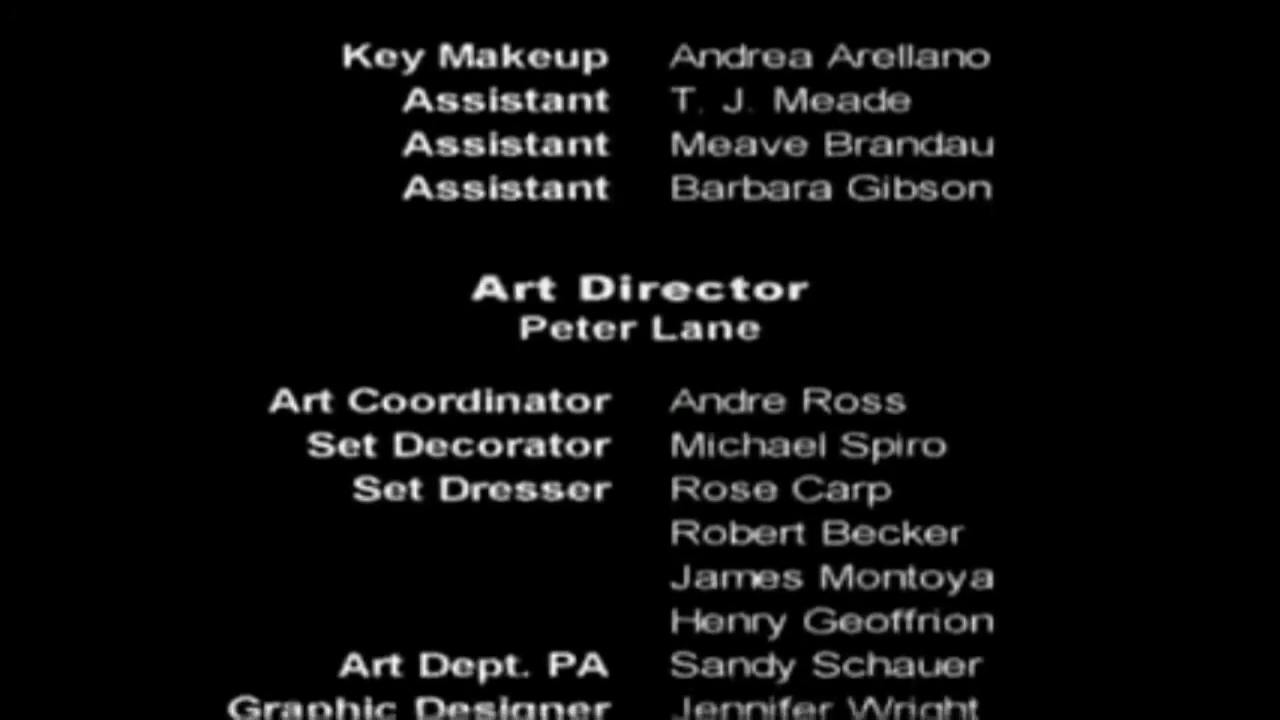 Key Makeup Andrea Arellano
Assistant T. J. Meade
Assistant Meave Brandau
Assistant Barbara Gibson
Art Director
Peter Lane
Art Coordinator Andre Ross
Set Decorator Michael Spiro
Set Dresser Rose Carp
Robert Becker
James Montoya
Henry Geoffrion
Art Dept. PA Sandy Schauer
Graphic Designer Jennifer Wright